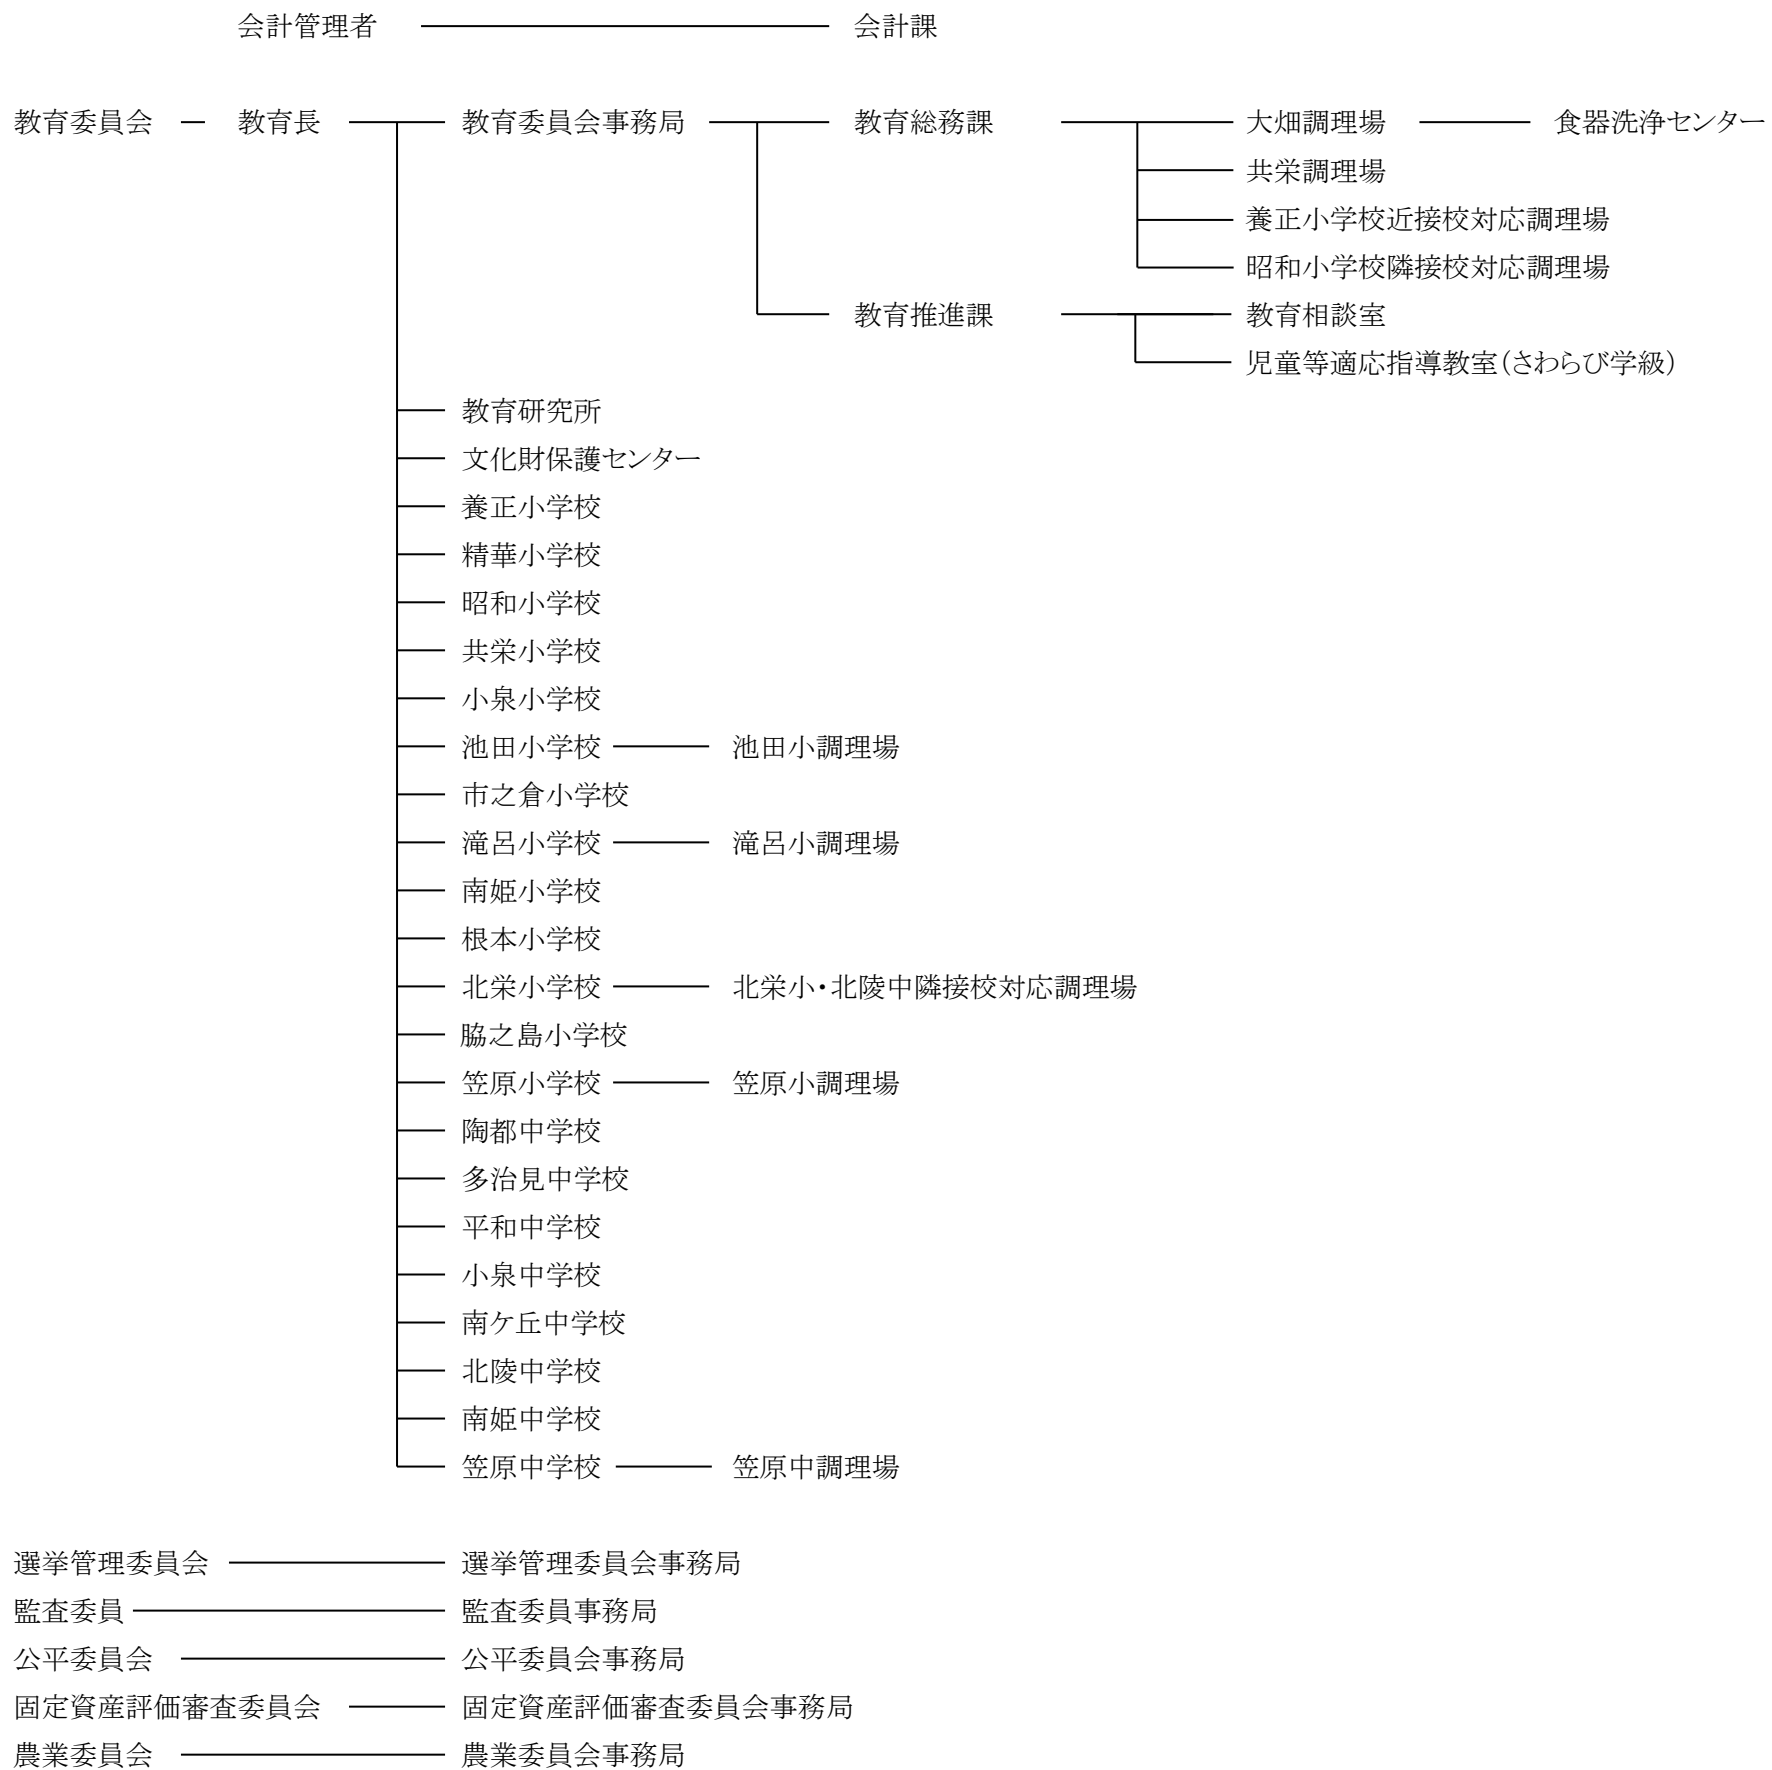 会計管理者 会計課
教育委員会 教育長 教育委員会事務局 教育総務課 大畑調理場 食器洗浄センター
共栄調理場
養正小学校近接校対応調理場
昭和小学校隣接校対応調理場
教育推進課 教育相談室
児童等適応指導教室(さわらび学級)
教育研究所
文化財保護センター
養正小学校
精華小学校
昭和小学校
共栄小学校
小泉小学校
池田小学校 池田小調理場
市之倉小学校
滝呂小学校 滝呂小調理場
南姫小学校
根本小学校
北栄小学校 北栄小・北陵中隣接校対応調理場
脇之島小学校
笠原小学校 笠原小調理場
陶都中学校
多治見中学校
平和中学校
小泉中学校
南ケ丘中学校
北陵中学校
南姫中学校
笠原中学校 笠原中調理場
選挙管理委員会 選挙管理委員会事務局
監査委員 監査委員事務局
公平委員会 公平委員会事務局
固定資産評価審査委員会 固定資産評価審査委員会事務局
農業委員会 農業委員会事務局